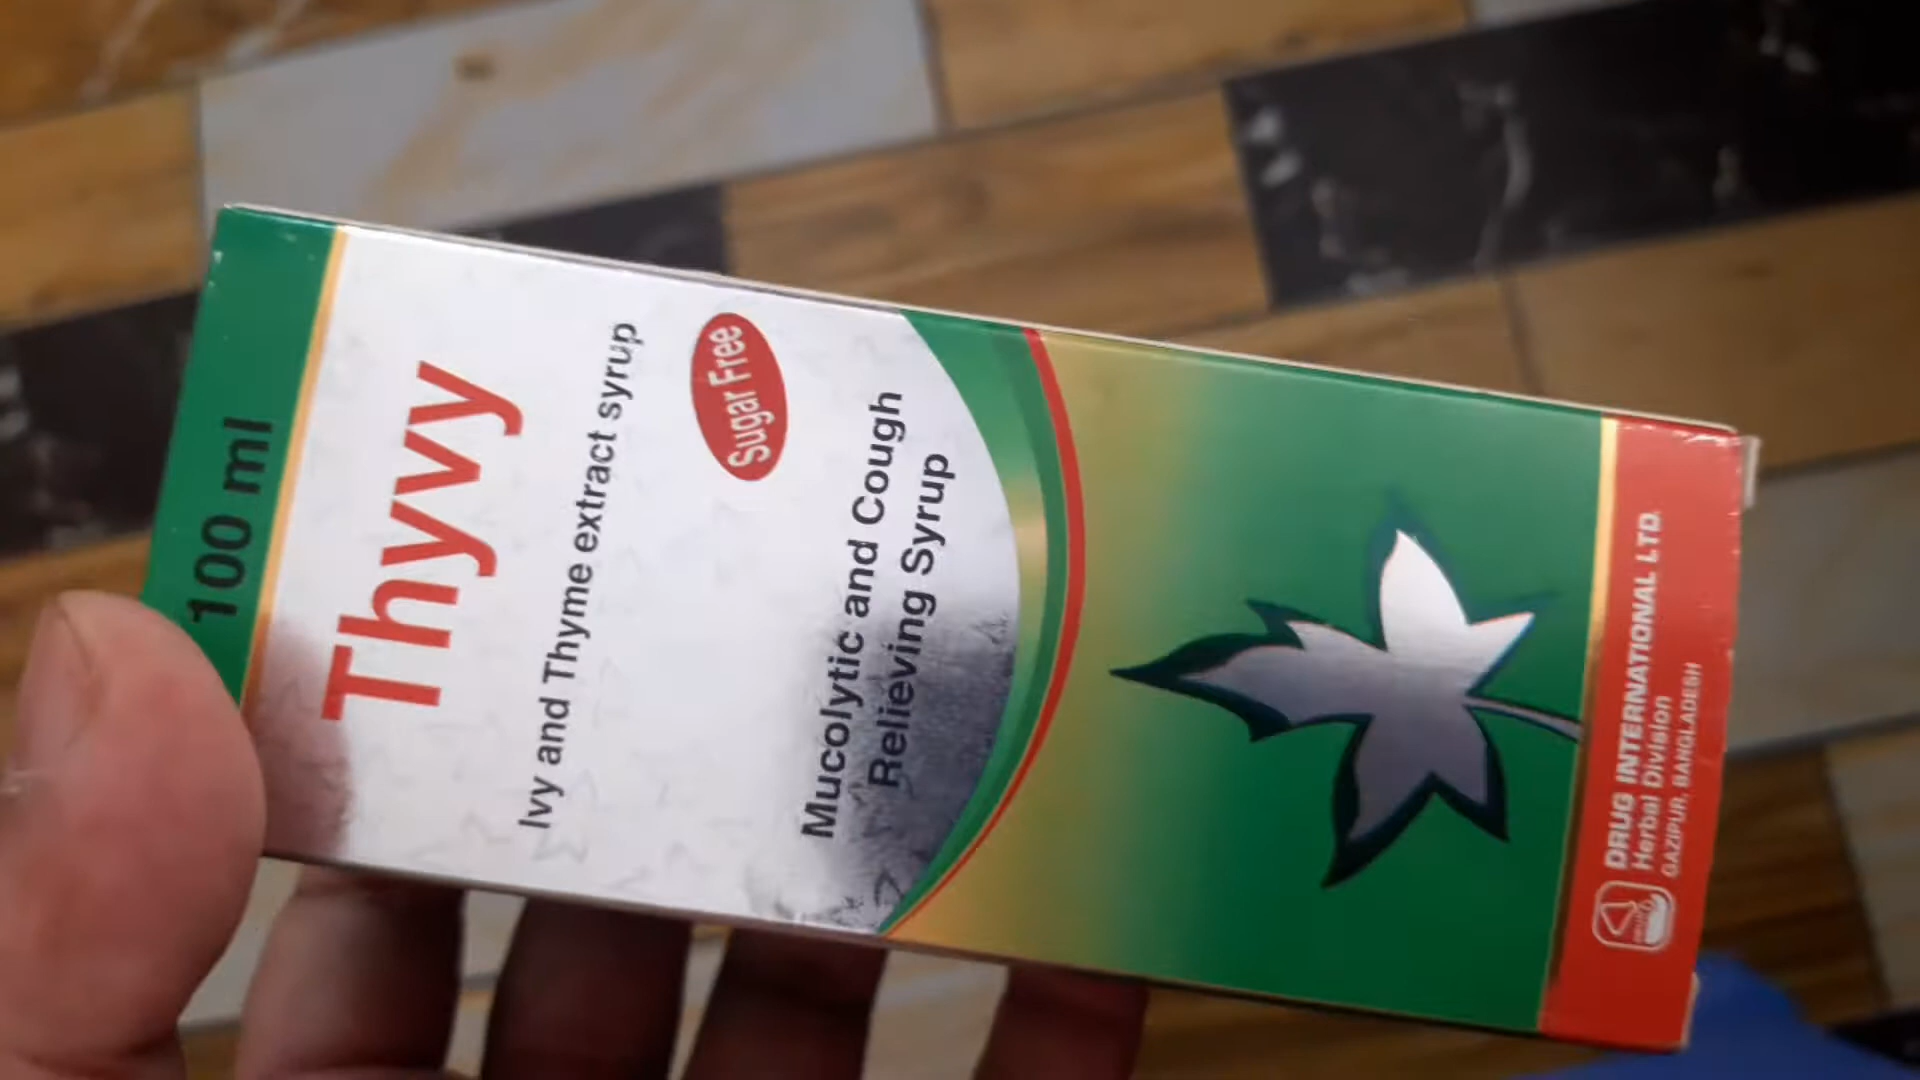 100 ml
Thyvy
Ivy and Thyme extract syrup
Sugar Free
Mucolytic and Cough
Relieving Syrup
DRUG INTERNATIONAL LTD.
Herbal Division
GAZIPUR, BANGLADESH